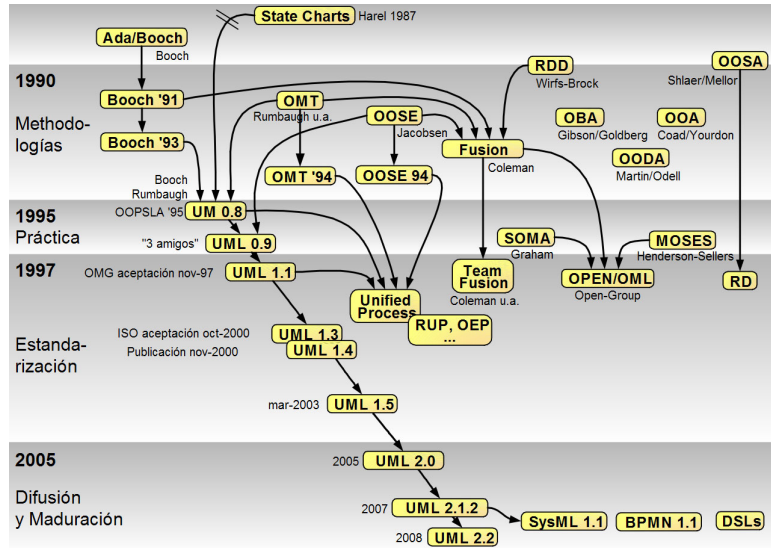 State Charts
Harel 1987
Ada/Booch
Booch
RDD
Wirfs-Brock
OOSA
Shlaer/Mellor
1990
Methodo-
logías
Booch '91
OMT
Rumbaugh u.a.
OOSE
Jacobsen
OBA
Gibson/Goldberg
OOA
Coad/Yourdon
Booch '93
Fusion
Coleman
OODA
Martin/Odell
OMT '94
OOSE 94
Booch
Rumbaugh
OOPSLA '95
UM 0.8
1995
Práctica
"3 amigos"
UML 0.9
SOMA
Graham
MOSES
Henderson-Sellers
1997
OMG aceptación nov-97
UML 1.1
Team
Fusion
Coleman u.a.
OPEN/OML
Open-Group
RD
Unified
Process
RUP, OEP
...
ISO aceptación oct-2000
UML 1.3
Publicación nov-2000
UML 1.4
Estanda-
rización
mar-2003
UML 1.5
2005
Difusión
y Maduración
2005
UML 2.0
2007
UML 2.1.2
2008
UML 2.2
SysML 1.1
BPMN 1.1
DSLs